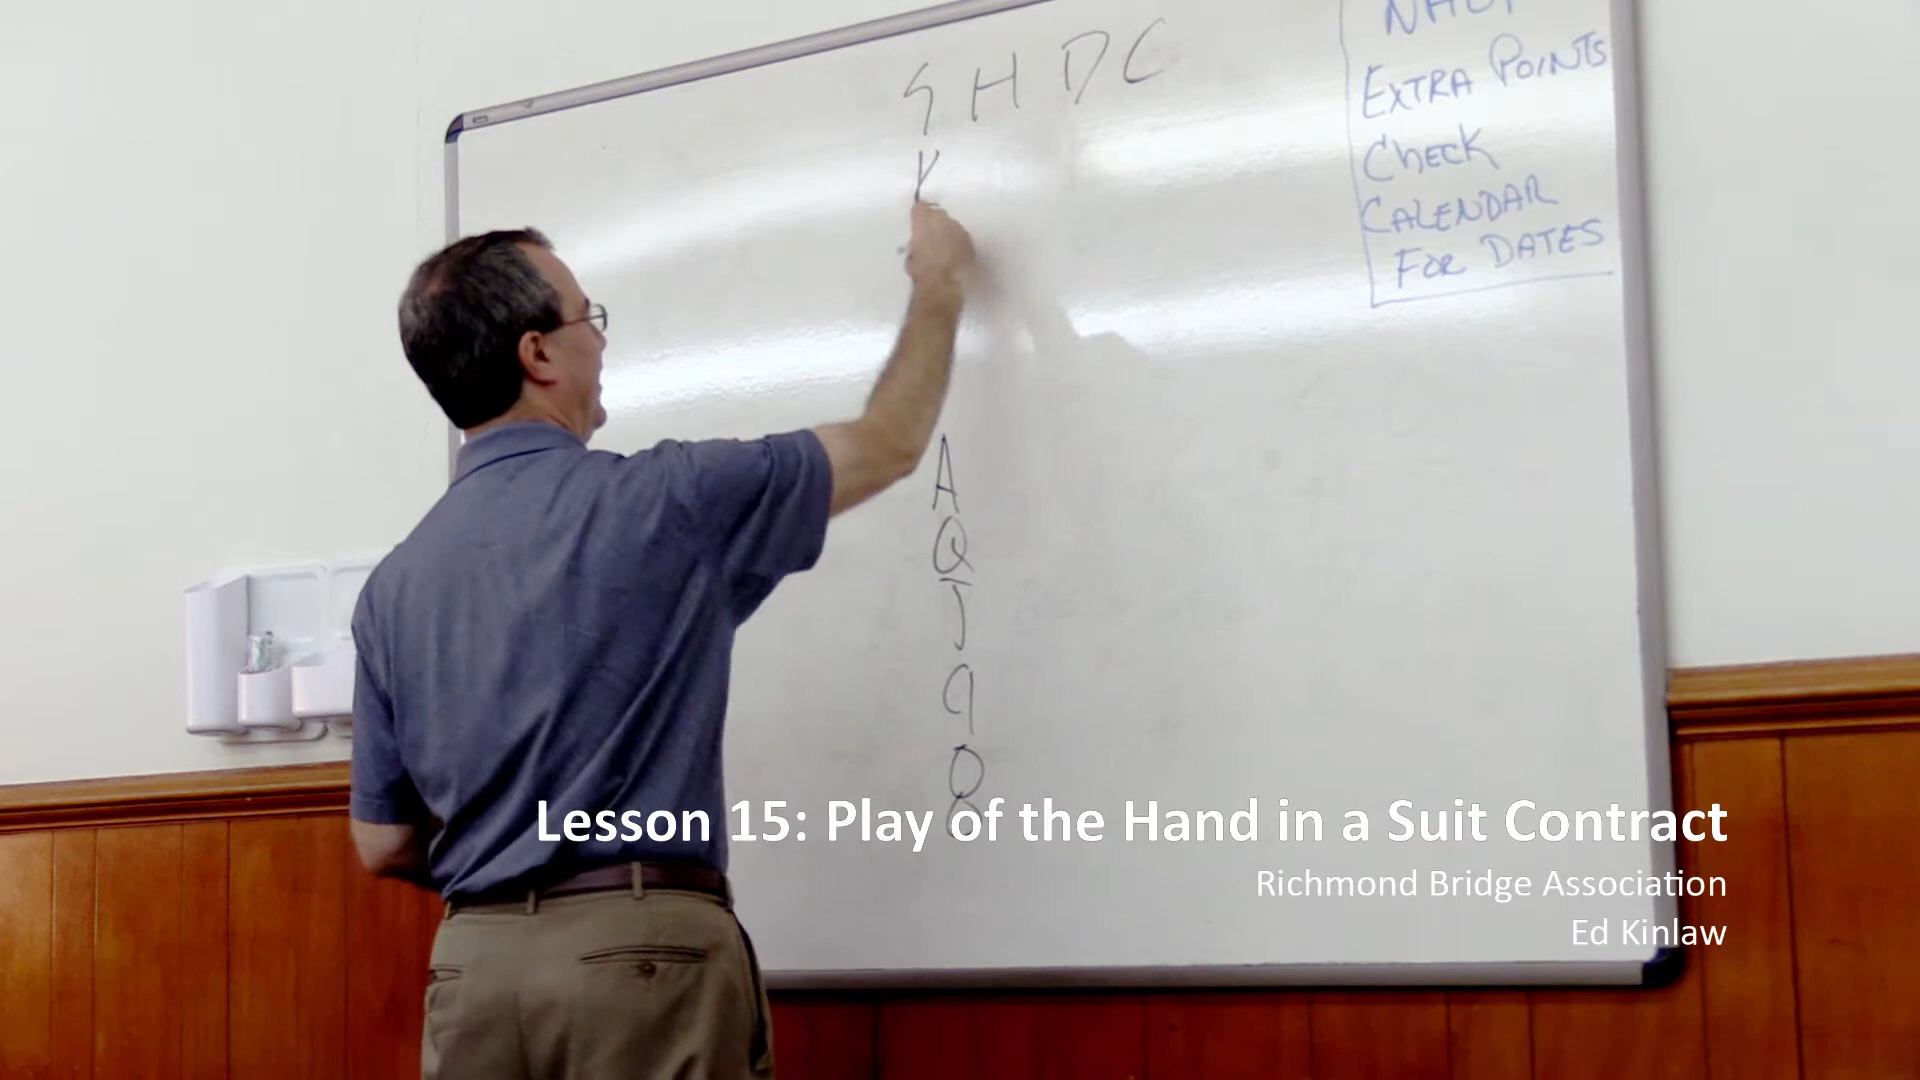 S H D C
K
A
Q
J
9
8
EXTRA POINTS
CHECK
CALENDAR
FOR DATES
Lesson 15: Play of the Hand in a Suit Contract
Richmond Bridge Association
Ed Kinlaw